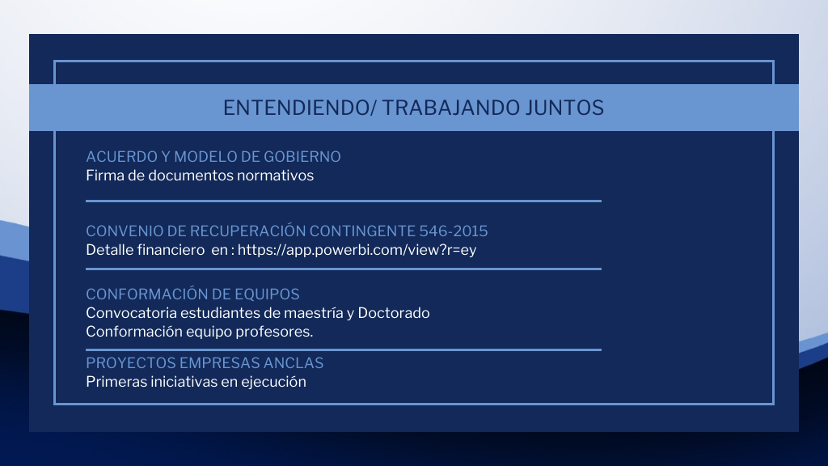 ENTENDIENDO/ TRABAJANDO JUNTOS
ACUERDO Y MODELO DE GOBIERNO
Firma de documentos normativos
CONVENIO DE RECUPERACIÓN CONTINGENTE 546-2015
Detalle financiero en : https://app.powerbi.com/view?r=ey
CONFORMACIÓN DE EQUIPOS
Convocatoria estudiantes de maestría y Doctorado
Conformación equipo profesores.
PROYECTOS EMPRESAS ANCLAS
Primeras iniciativas en ejecución